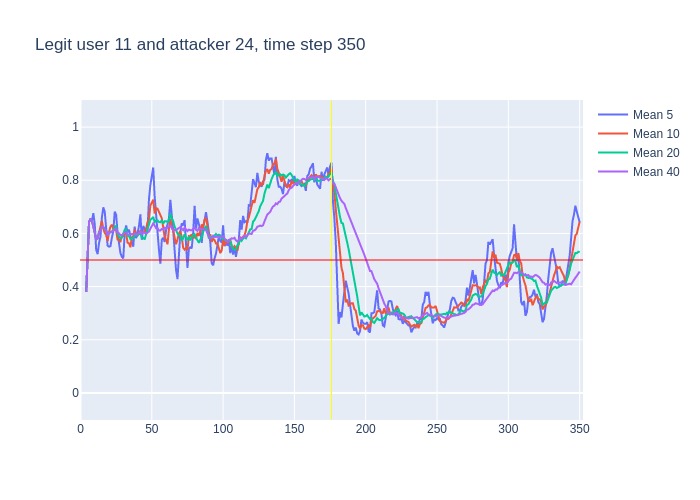 Legit user 11 and attacker 24, time step 350
Mean 5
Mean 10
Mean 20
Mean 40
1
0.8
0.6
0.4
0.2
0
0 50 100 150 200 250 300 350